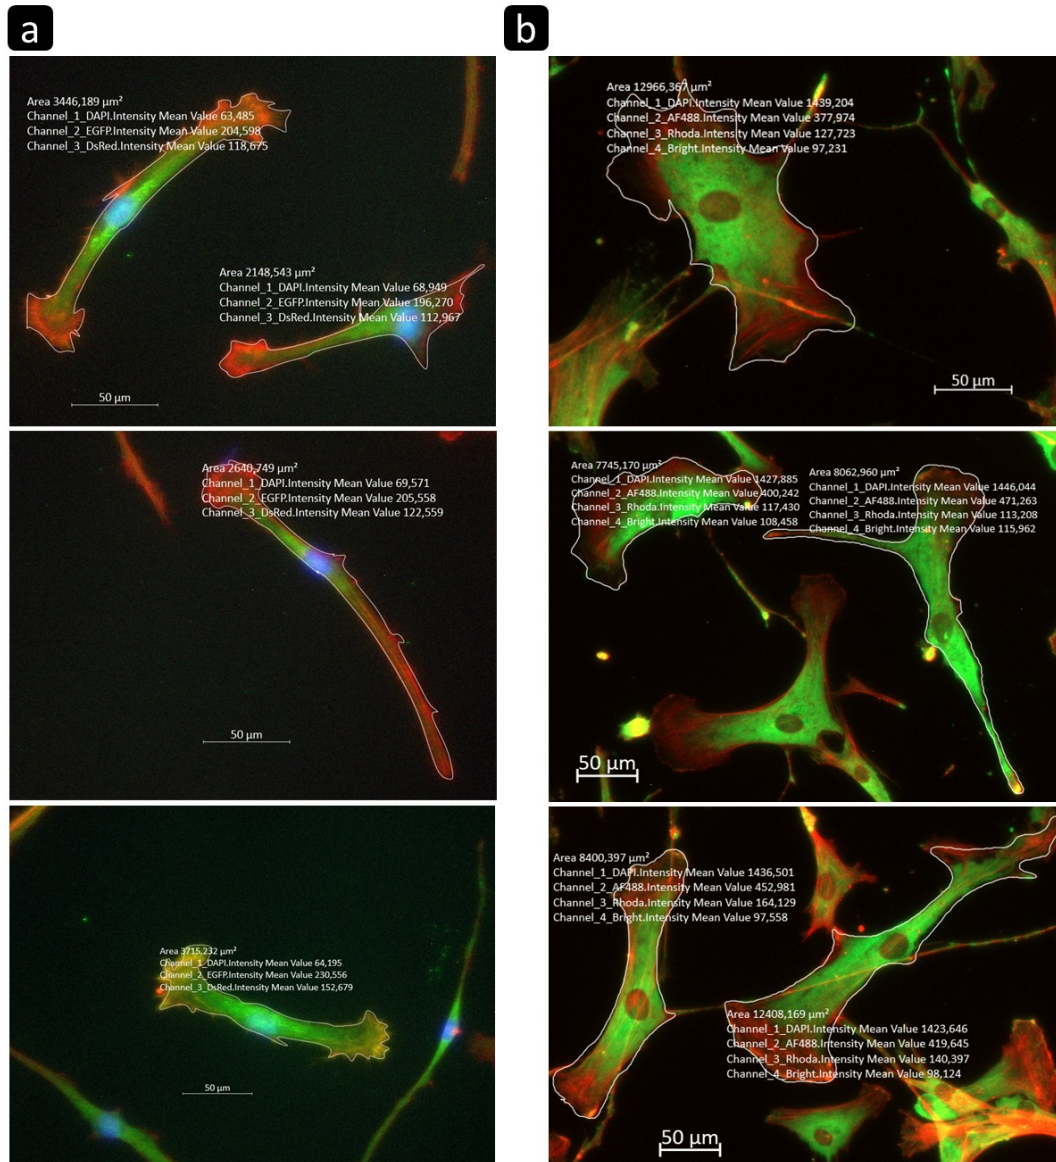 a
b
Area 3446,189 µm²
Channel_1_DAPI.Intensity Mean Value 63,485
Channel_2_EGFP.Intensity Mean Value 204,598
Channel_3_DsRed.Intensity Mean Value 118,675
Area 2148,543 µm²
Channel_1_DAPI.Intensity Mean Value 68,949
Channel_2_EGFP.Intensity Mean Value 196,270
Channel_3_DsRed.Intensity Mean Value 112,967
50 µm
Area 12966,367 µm²
Channel_1_DAPI.Intensity Mean Value 1439,204
Channel_2_AF488.Intensity Mean Value 377,974
Channel_3_Rhoda.Intensity Mean Value 127,723
Channel_4_Bright.Intensity Mean Value 97,231
50 µm
Area 2640,749 µm²
Channel_1_DAPI.Intensity Mean Value 69,571
Channel_2_EGFP.Intensity Mean Value 205,558
Channel_3_DsRed.Intensity Mean Value 122,559
50 µm
Area 7745,170 µm²
Channel_1_DAPI.Intensity Mean Value 1427,885
Channel_2_AF488.Intensity Mean Value 400,242
Channel_3_Rhoda.Intensity Mean Value 117,430
Channel_4_Bright.Intensity Mean Value 108,458
Area 8062,960 µm²
Channel_1_DAPI.Intensity Mean Value 1446,044
Channel_2_AF488.Intensity Mean Value 471,263
Channel_3_Rhoda.Intensity Mean Value 113,208
Channel_4_Bright.Intensity Mean Value 115,962
50 µm
Area 3715,232 µm²
Channel_1_DAPI.Intensity Mean Value 64,195
Channel_2_EGFP.Intensity Mean Value 230,556
Channel_3_DsRed.Intensity Mean Value 152,679
50 µm
Area 8400,397 µm²
Channel_1_DAPI.Intensity Mean Value 1436,501
Channel_2_AF488.Intensity Mean Value 452,981
Channel_3_Rhoda.Intensity Mean Value 164,129
Channel_4_Bright.Intensity Mean Value 97,558
Area 12408,169 µm²
Channel_1_DAPI.Intensity Mean Value 1423,646
Channel_2_AF488.Intensity Mean Value 419,645
Channel_3_Rhoda.Intensity Mean Value 140,397
Channel_4_Bright.Intensity Mean Value 98,124
50 µm